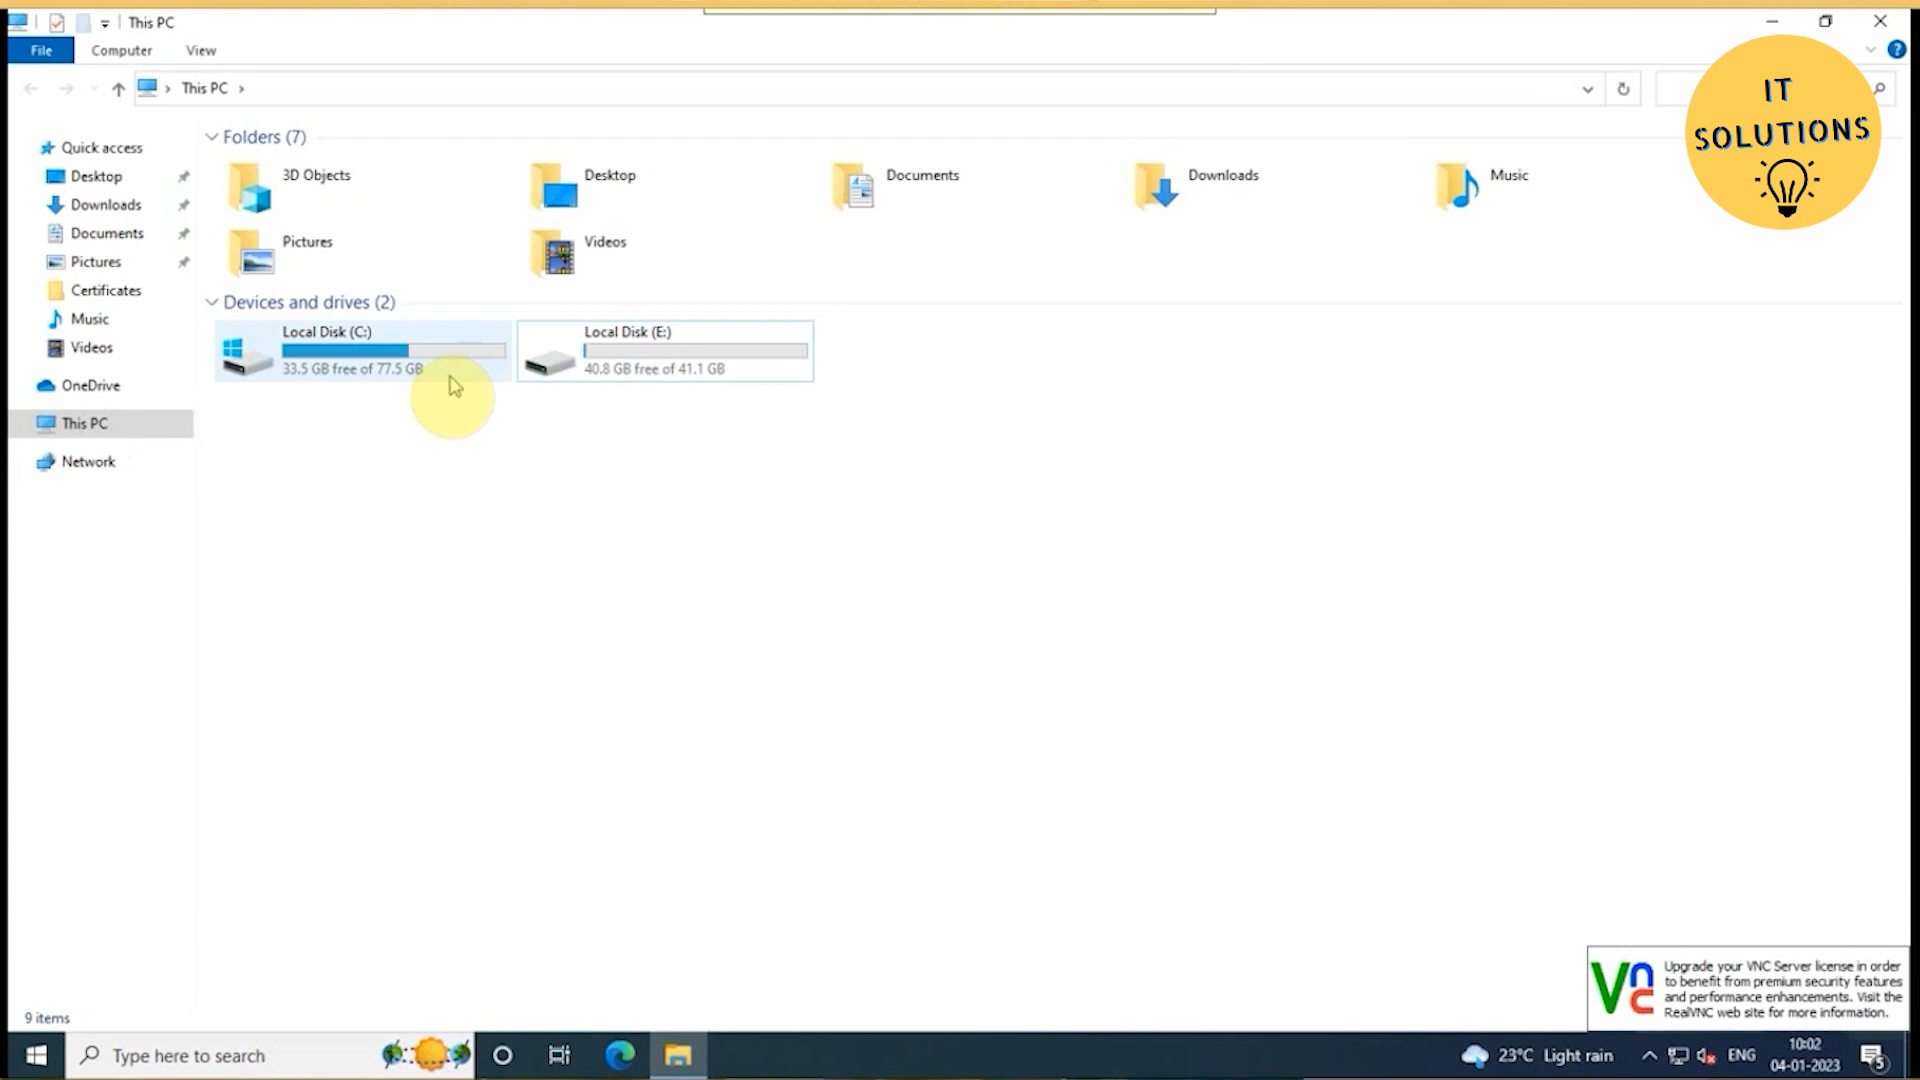 This PC
File
Computer
View
This PC
IT
SOLUTIONS
Quick access
Desktop
Downloads
Documents
Pictures
Certificates
Music
Videos
OneDrive
This PC
Network
Folders (7)
3D Objects
Desktop
Documents
Downloads
Music
Pictures
Videos
Devices and drives (2)
Local Disk (C:)
33.5 GB free of 77.5 GB
Local Disk (E:)
40.8 GB free of 41.1 GB
Upgrade your VNC Server license in order
to benefit from premium security features
and performance enhancements. Visit the
RealVNC web site for more information.
9 items
Type here to search
23°C Light rain
ENG
10:02
04-01-2023
5